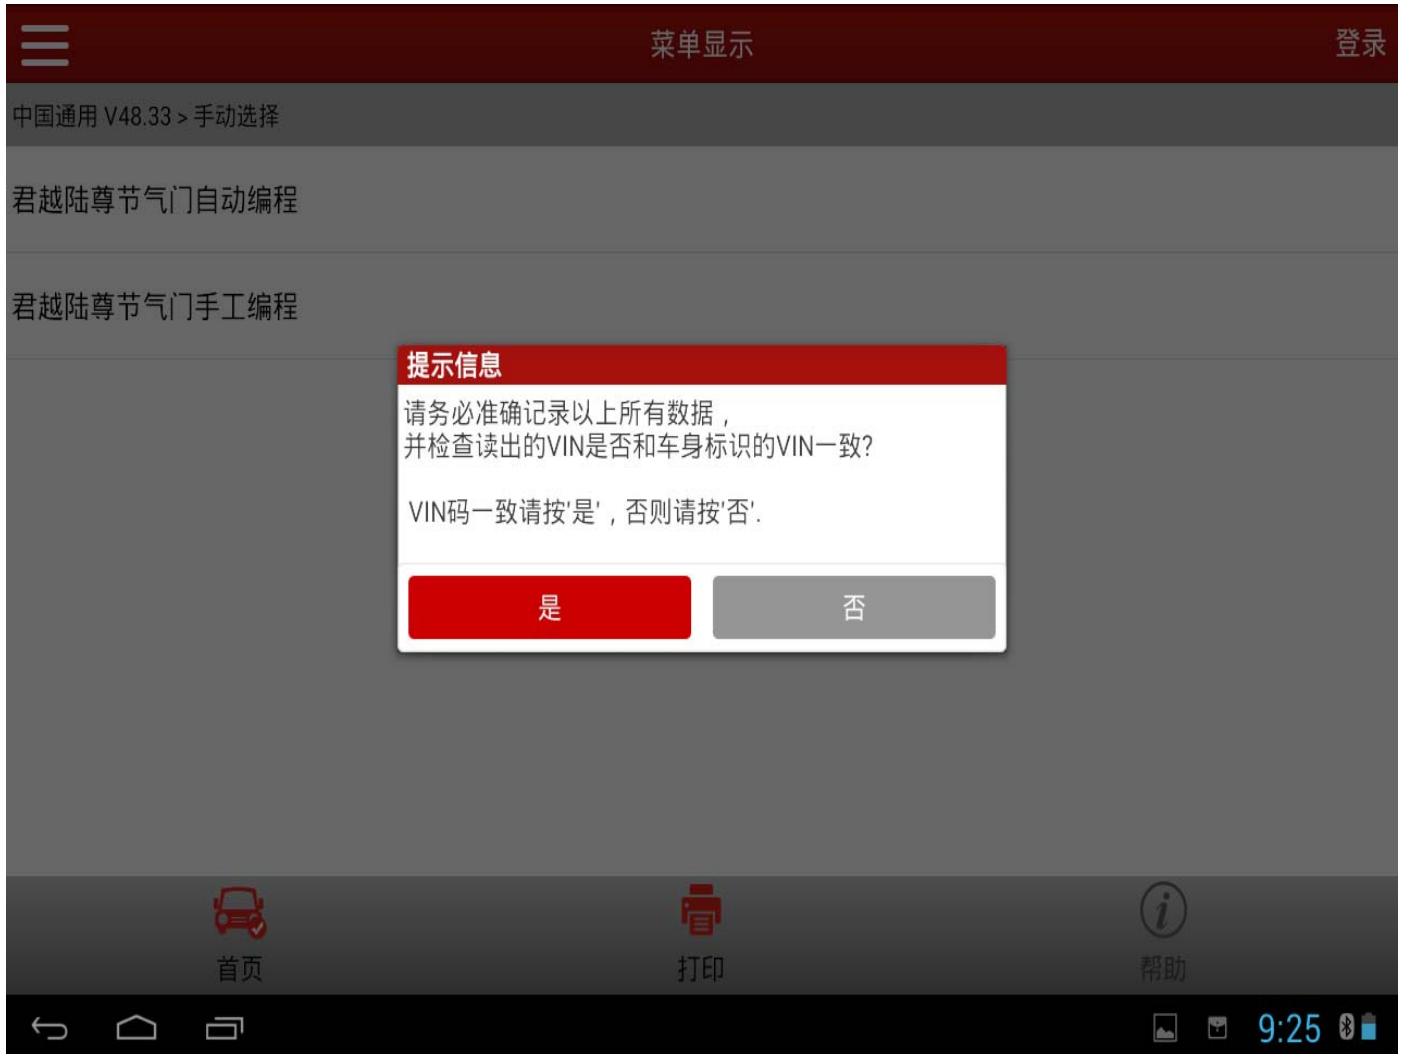 菜单显示
登录
中国通用 V48.33 > 手动选择
君越陆尊节气门自动编程
君越陆尊节气门手工编程
提示信息
请务必准确记录以上所有数据，
并检查读出的VIN是否和车身标识的VIN一致?
VIN码一致请按'是'，否则请按'否'.
是
否
首页
打印
帮助
9:25